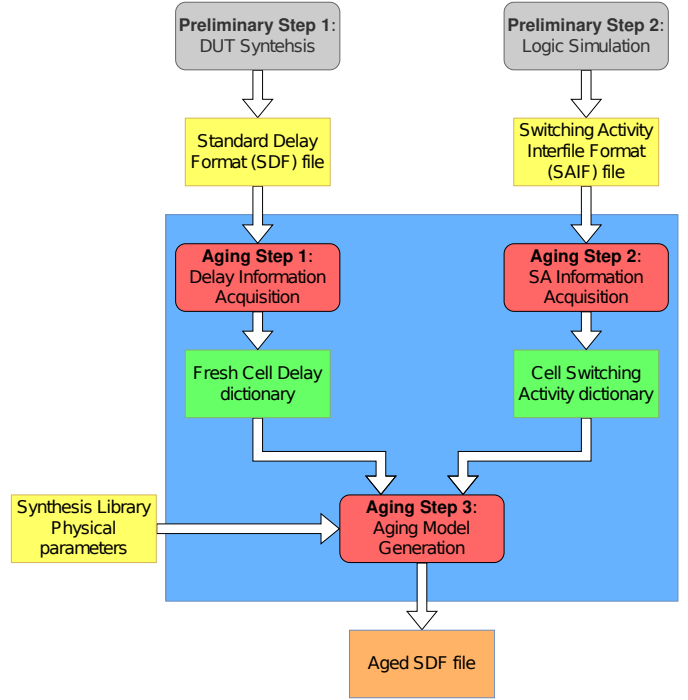 Preliminary Step 1:
DUT Syntehsis
Preliminary Step 2:
Logic Simulation
Standard Delay
Format (SDF) file
Switching Activity
Interfile Format
(SAIF) file
Aging Step 1:
Delay Information
Acquisition
Aging Step 2:
SA Information
Acquisition
Fresh Cell Delay
dictionary
Cell Switching
Activity dictionary
Synthesis Library
Physical
parameters
Aging Step 3:
Aging Model
Generation
Aged SDF file